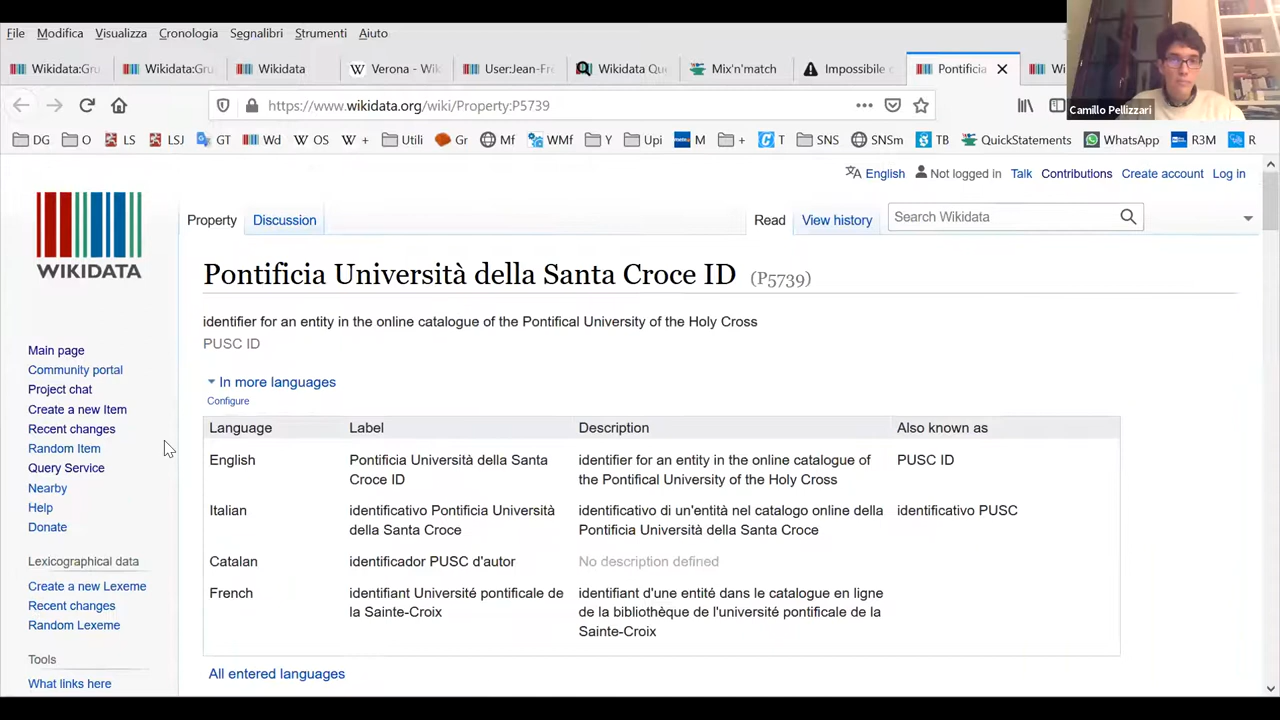 File Modifica Visualizza Cronologia Segnalibri Strumenti Aiuto
Wikidata:Gru Wikidata:Gru Wikidata Verona - Wik User:Jean-Fre Wikidata Que Mix'n'match Impossibile Pontificia Wi
https://www.wikidata.org/wiki/Property:P5739
Camillo Pellizzari
DG O LS LSJ GT Wd OS + Utili Gr Mf WMf Y Upi M + T SNS SNSm TB QuickStatements WhatsApp R3M R
English Not logged in Talk Contributions Create account Log in
Property Discussion Read View history Search Wikidata
WIKIDATA
Pontificia Università della Santa Croce ID (P5739)
identifier for an entity in the online catalogue of the Pontifical University of the Holy Cross
PUSC ID
In more languages
Configure
Language Label Description Also known as
English Pontificia Università della Santa identifier for an entity in the online catalogue of PUSC ID
Croce ID the Pontifical University of the Holy Cross
Italian identificativo Pontificia Università identificativo di un'entità nel catalogo online della identificativo PUSC
della Santa Croce Pontificia Università della Santa Croce
Catalan identificador PUSC d'autor No description defined
French identifiant Université pontificale de identifiant d'une entité dans le catalogue en ligne
la Sainte-Croix de la bibliothèque de l'université pontificale de la
Sainte-Croix
All entered languages
Main page
Community portal
Project chat
Create a new Item
Recent changes
Random Item
Query Service
Nearby
Help
Donate
Lexicographical data
Create a new Lexeme
Recent changes
Random Lexeme
Tools
What links here